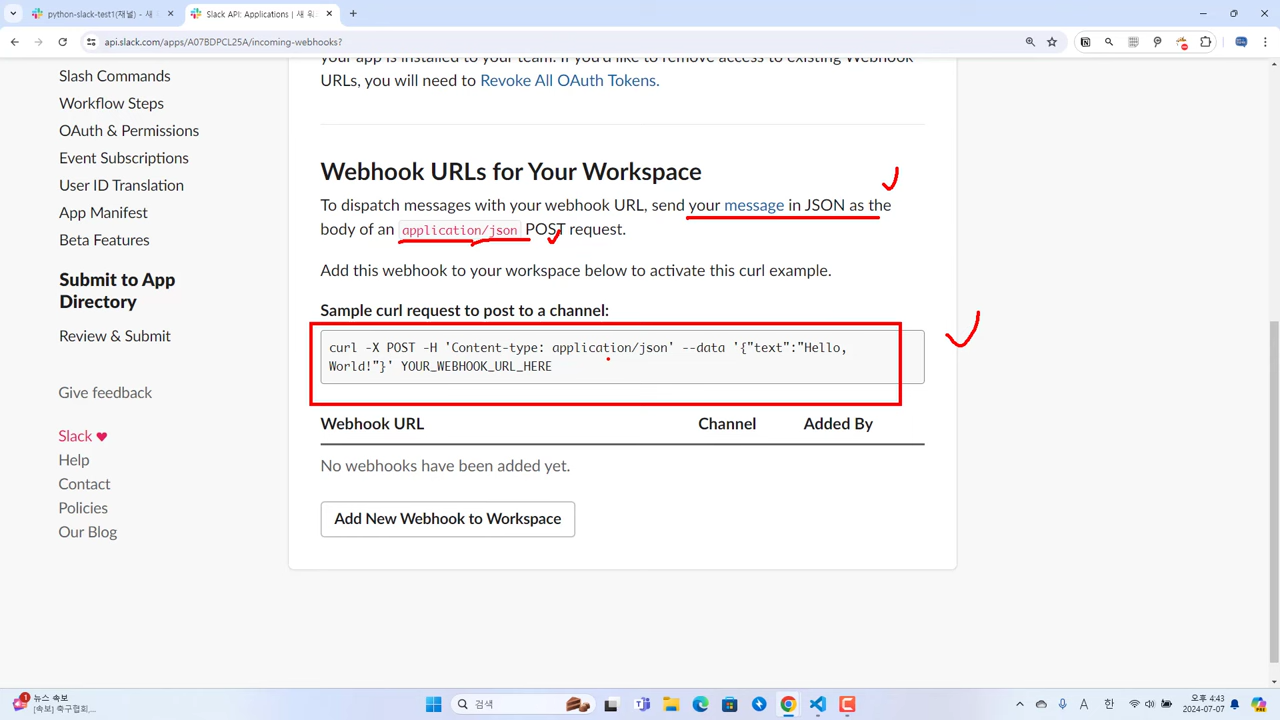 python-slack-test1(채널) - 새
Slack API: Applications | 새 워
api.slack.com/apps/A07BDPCL25A/incoming-webhooks?
your app is installed to your team. If you'd like to remove access to existing Webhook
URLs, you will need to Revoke All OAuth Tokens.
Slash Commands
Workflow Steps
OAuth & Permissions
Event Subscriptions
User ID Translation
App Manifest
Beta Features
Submit to App
Directory
Review & Submit
Give feedback
Slack
Help
Contact
Policies
Our Blog
Webhook URLs for Your Workspace
To dispatch messages with your webhook URL, send your message in JSON as the
body of an application/json POST request.
Add this webhook to your workspace below to activate this curl example.
Sample curl request to post to a channel:
curl -X POST -H 'Content-type: application/json' --data '{"text":"Hello,
World!"}' YOUR_WEBHOOK_URL_HERE
Webhook URL Channel Added By
No webhooks have been added yet.
Add New Webhook to Workspace
1
뉴스 속보
[속보] 축구협회,...
검색
A
한
오후 4:43
2024-07-07